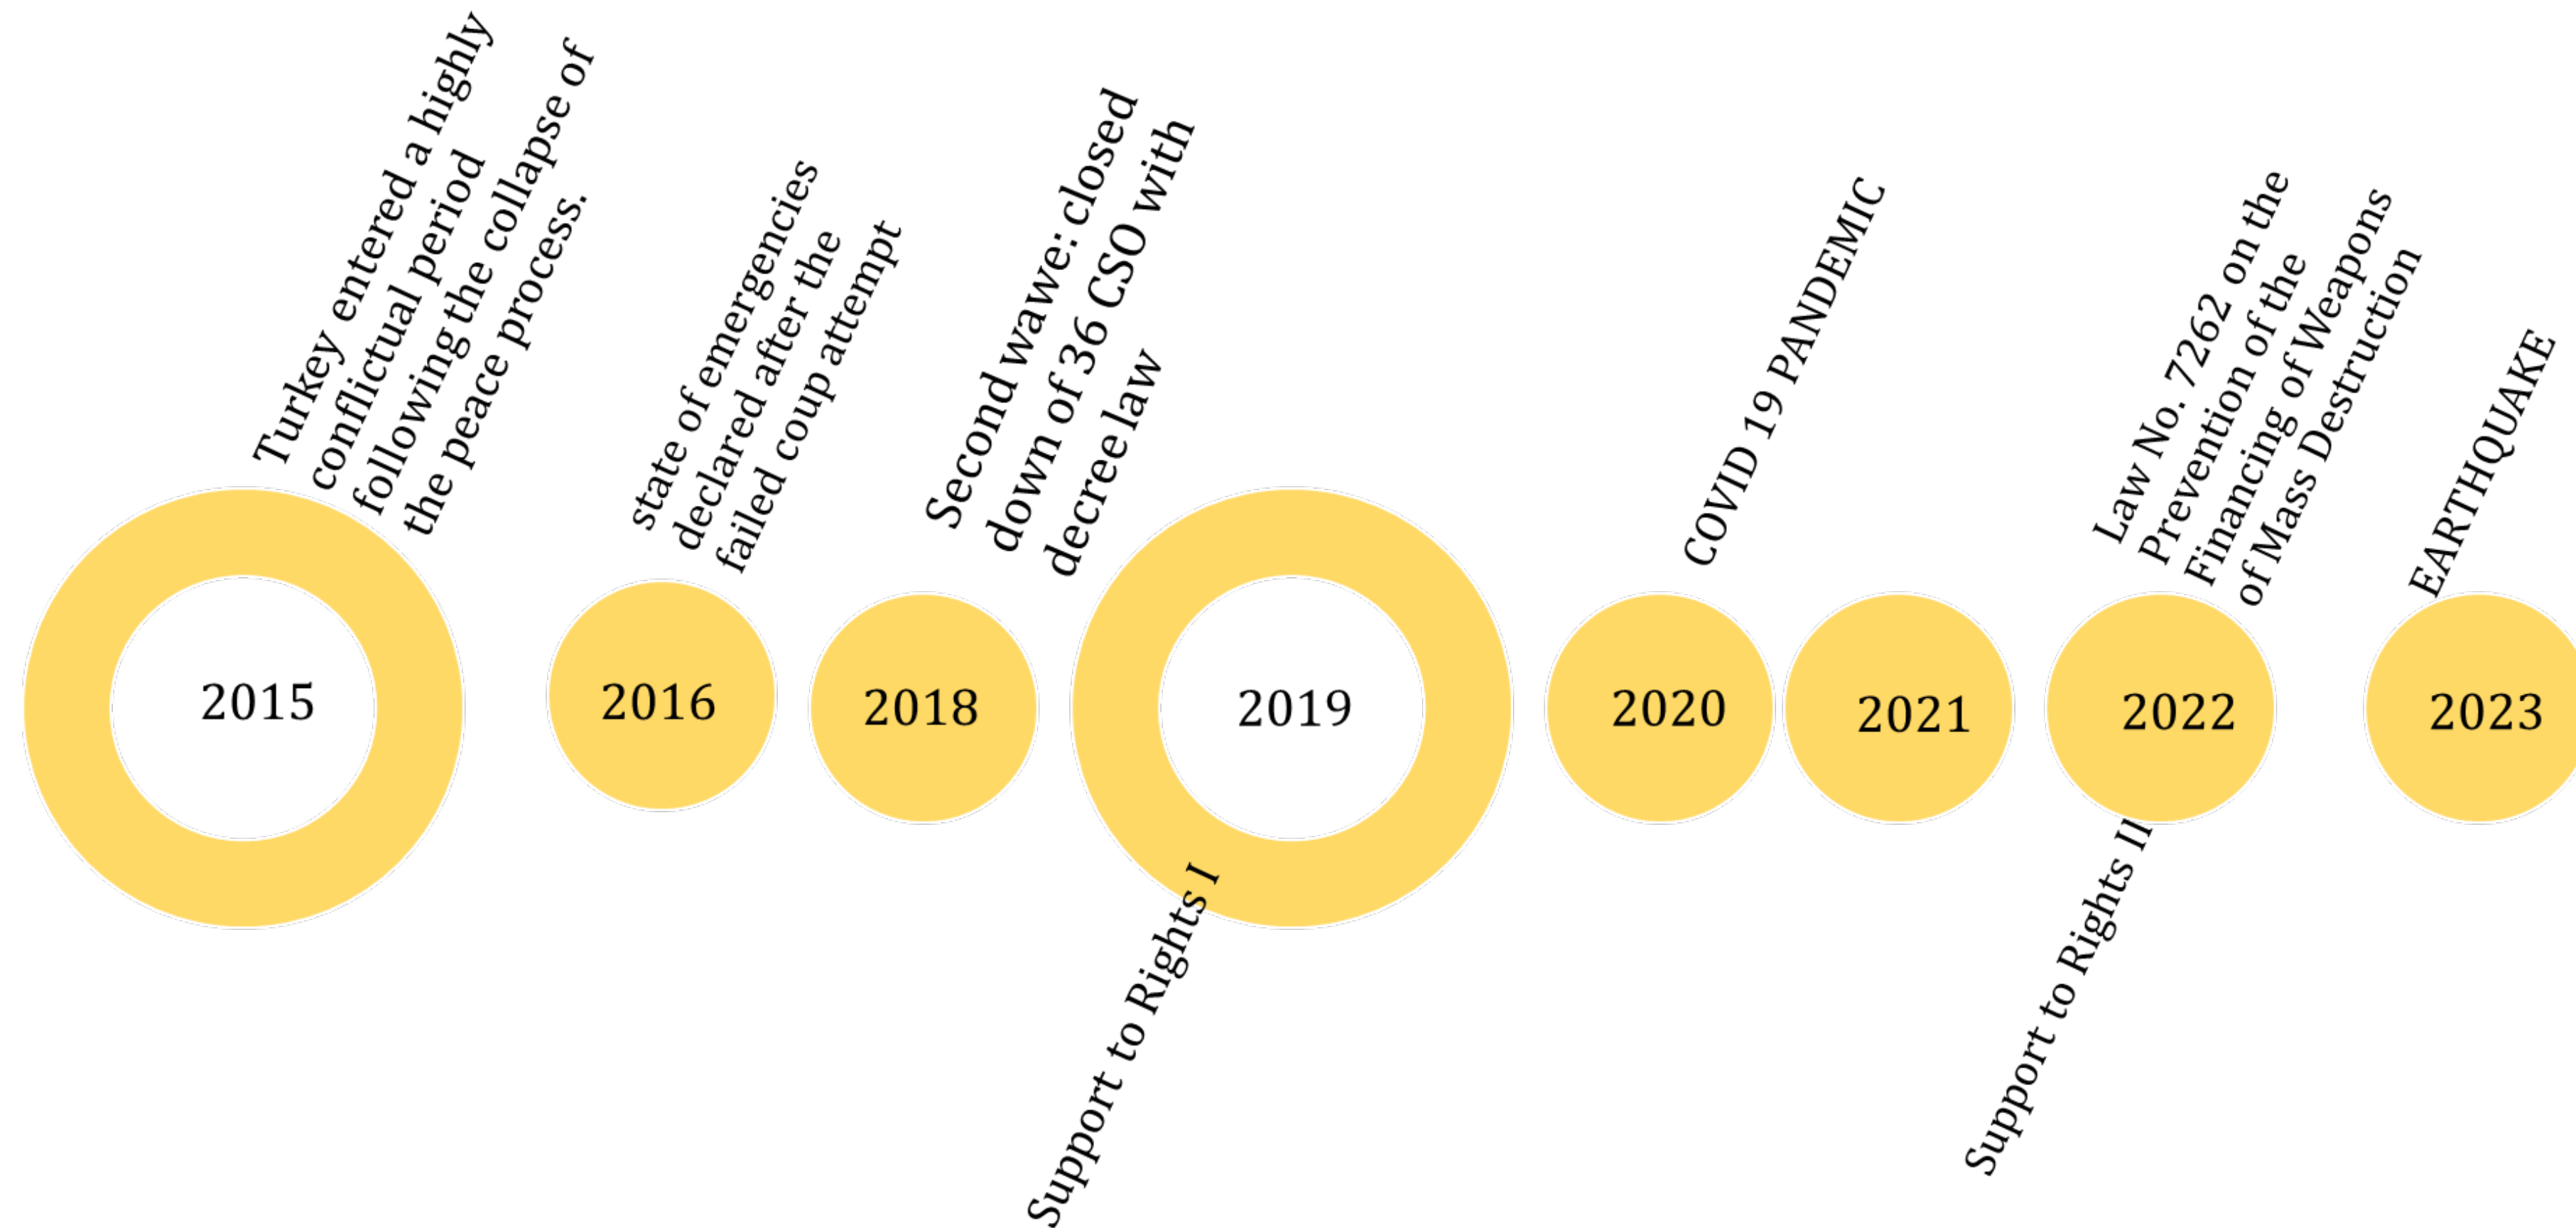 Turkey entered a highly
conflictual period
following the collapse of
the peace process.
state of emergencies
declared after the
failed coup attempt
Second wawe: closed
down of 36 CSO with
decree law
COVID 19 PANDEMIC
Law No. 7262 on the
Prevention of the
Financing of Weapons
of Mass Destruction
EARTHQUAKE
2015
2016
2018
2019
2020
2021
2022
2023
Support to Rights I
Support to Rights II